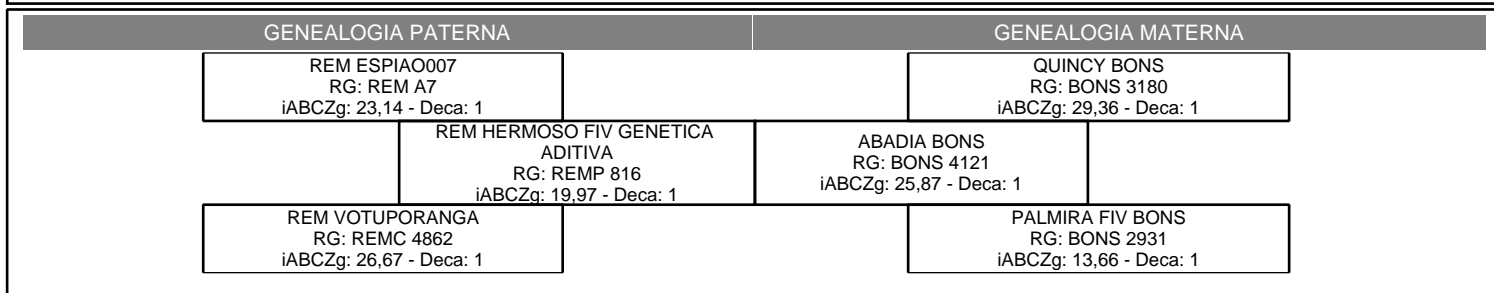 GENEALOGIA PATERNA
GENEALOGIA MATERNA
REM ESPIAO007
RG: REM A7
iABCZg: 23,14 - Deca: 1
QUINCY BONS
RG: BONS 3180
iABCZg: 29,36 - Deca: 1
REM HERMOSO FIV GENETICA
ADITIVA
RG: REMP 816
iABCZg: 19,97 - Deca: 1
ABADIA BONS
RG: BONS 4121
iABCZg: 25,87 - Deca: 1
REM VOTUPORANGA
RG: REMC 4862
iABCZg: 26,67 - Deca: 1
PALMIRA FIV BONS
RG: BONS 2931
iABCZg: 13,66 - Deca: 1